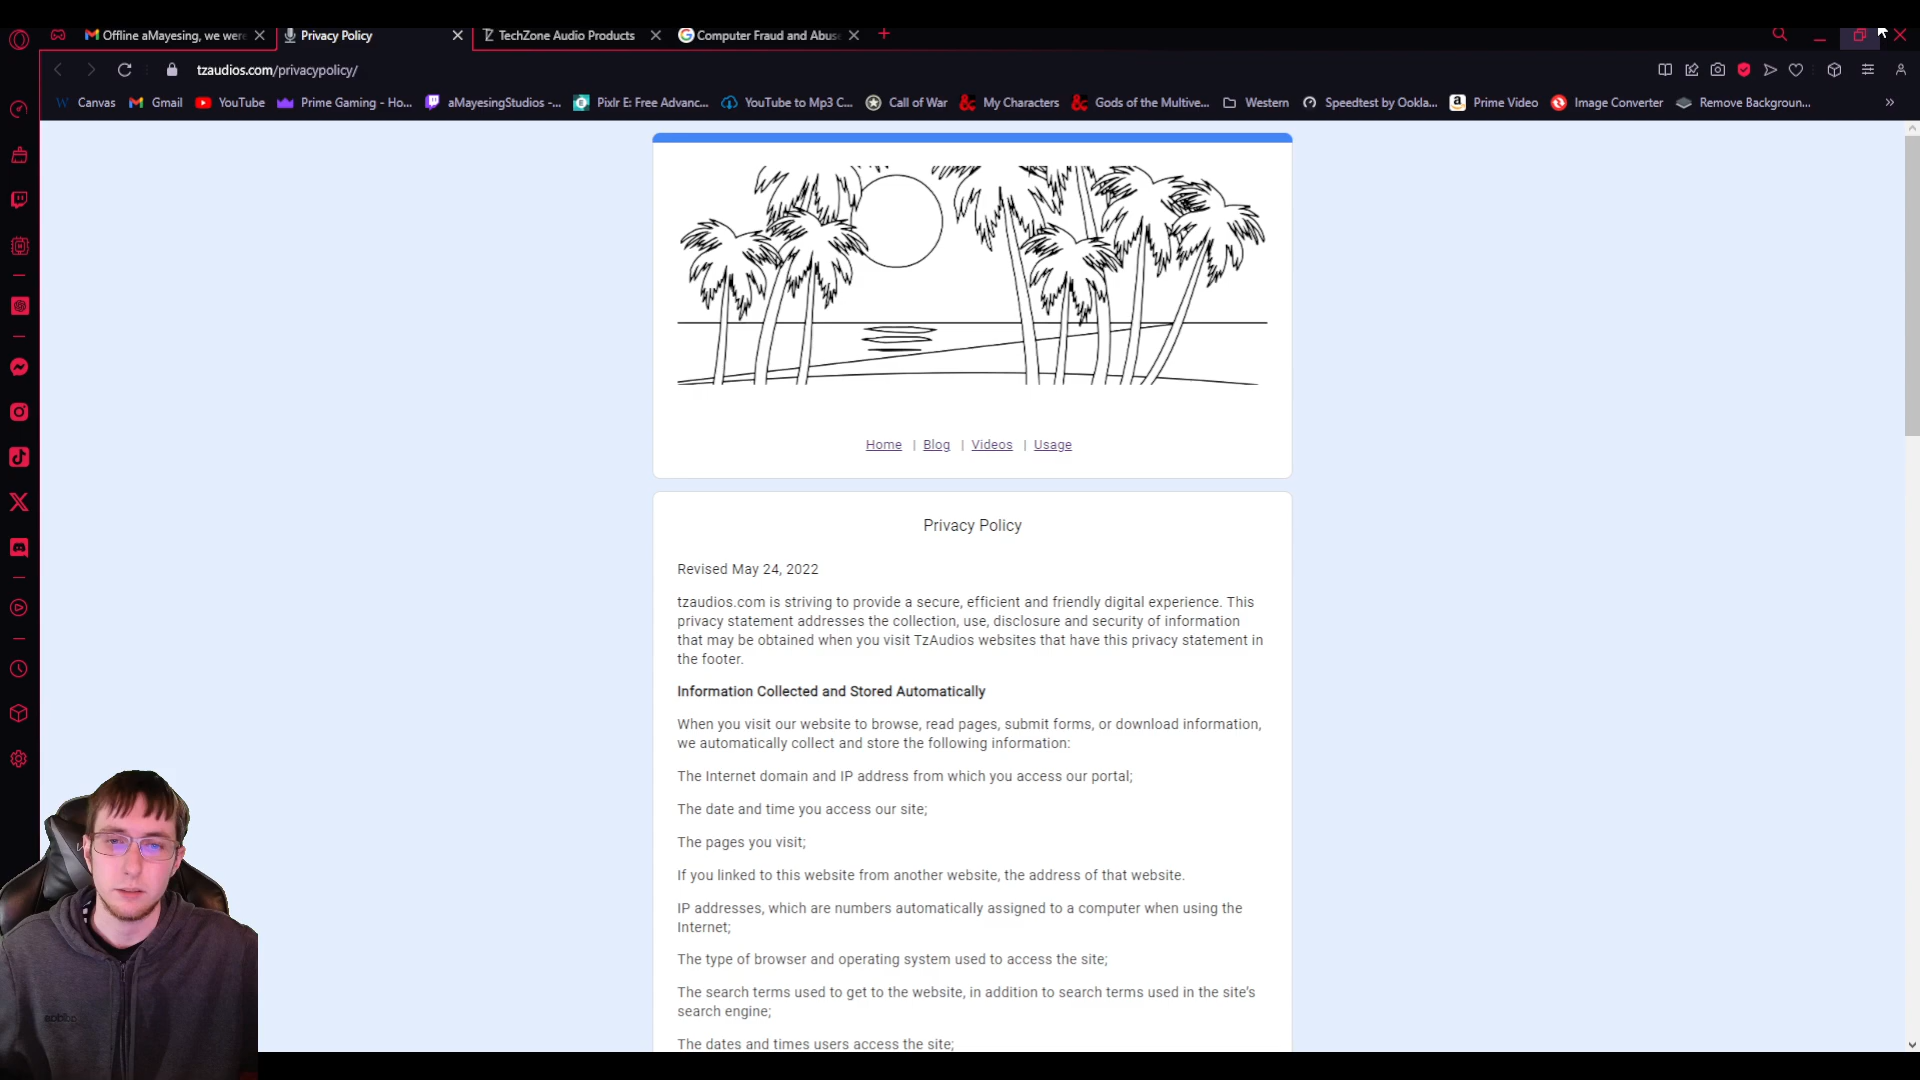 Offline aMayesing, we were
Privacy Policy
TechZone Audio Products
Computer Fraud and Abus
tzaudios.com/privacypolicy/
Canvas
Gmail
YouTube
Prime Gaming - Ho...
aMayesingStudios -...
Pixlr E: Free Advanc...
YouTube to Mp3 C...
Call of War
My Characters
Gods of the Multive...
Western
Speedtest by Ookla...
Prime Video
Image Converter
Remove Backgroun...
Home | Blog | Videos | Usage
Privacy Policy
Revised May 24, 2022
tzaudios.com is striving to provide a secure, efficient and friendly digital experience. This
privacy statement addresses the collection, use, disclosure and security of information
that may be obtained when you visit TzAudios websites that have this privacy statement in
the footer.
Information Collected and Stored Automatically
When you visit our website to browse, read pages, submit forms, or download information,
we automatically collect and store the following information:
The Internet domain and IP address from which you access our portal;
The date and time you access our site;
The pages you visit;
If you linked to this website from another website, the address of that website.
IP addresses, which are numbers automatically assigned to a computer when using the
Internet;
The type of browser and operating system used to access the site;
The search terms used to get to the website, in addition to search terms used in the site's
search engine;
The dates and times users access the site;